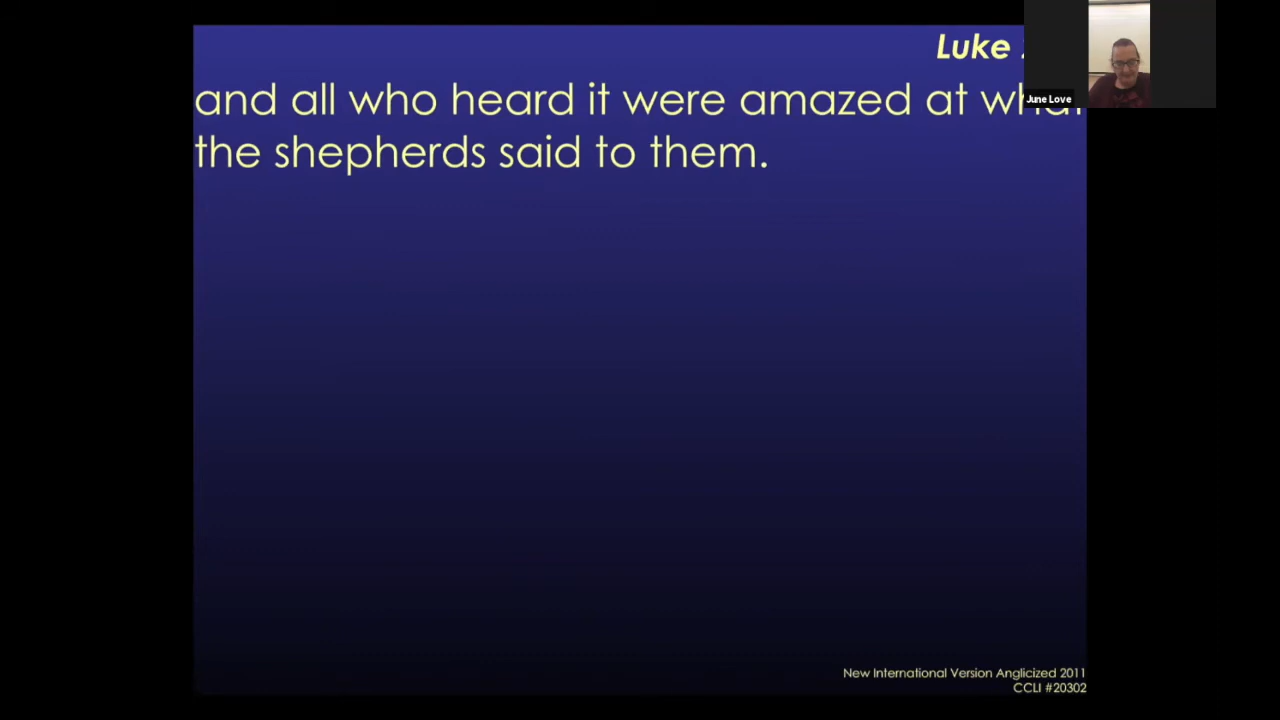 Luke
and all who heard it were amazed at what
the shepherds said to them.
June Love
New International Version Anglicized 2011
CCLI #20302